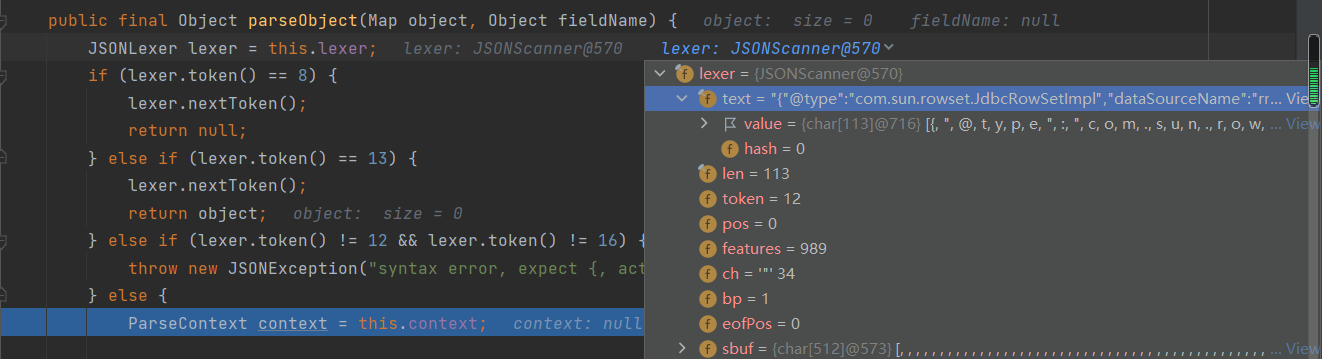 public final Object parseObject(Map object, Object fieldName) { object: size = 0 fieldName: null
JSONLexer lexer = this.lexer; lexer: JSONScanner@570 lexer: JSONScanner@570
if (lexer.token() == 8) {
lexer.nextToken();
return null;
} else if (lexer.token() == 13) {
lexer.nextToken();
return object; object: size = 0
} else if (lexer.token() != 12 && lexer.token() != 16) {
throw new JSONException("syntax error, expect {, act
} else {
ParseContext context = this.context; context: null
f lexer = {JSONScanner@570}
f text = "{"@type":"com.sun.rowset.JdbcRowSetImpl","dataSourceName":"rr... View
value = {char[113]@716} [{, ", @, t, y, p, e, ", :, ", c, o, m, ., s, u, n, ., r, o, w, ... View
f hash = 0
f len = 113
f token = 12
f pos = 0
f features = 989
f ch = '"' 34
f bp = 1
f eofPos = 0
f sbuf = {char[512]@573} [, , , , , , , , , , , , , , , , , , , , , , , , , , , , , , , , , , , , , , , , , , , ... View